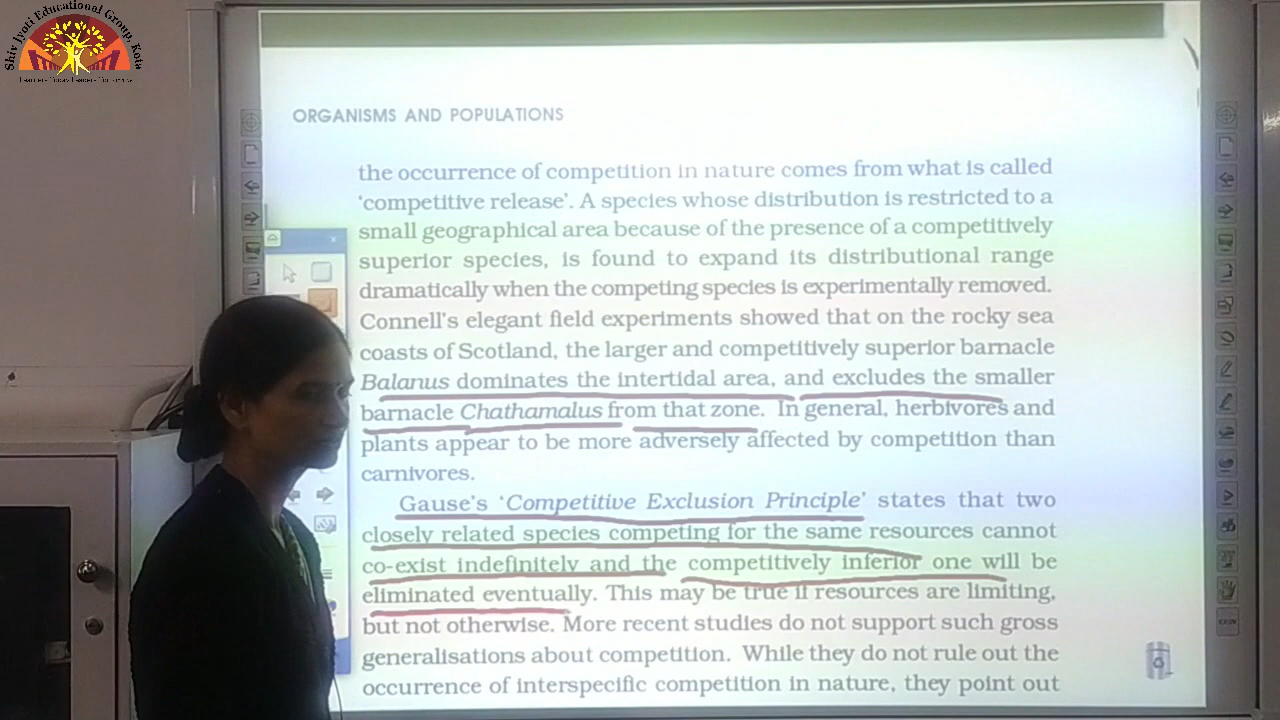 Shiv Jyoti Educational Group, Kota
ORGANISMS AND POPULATIONS
the occurrence of competition in nature comes from what is called
‘competitive release’. A species whose distribution is restricted to a
small geographical area because of the presence of a competitively
superior species, is found to expand its distributional range
dramatically when the competing species is experimentally removed.
Connell’s elegant field experiments showed that on the rocky sea
coasts of Scotland, the larger and competitively superior barnacle
Balanus dominates the intertidal area, and excludes the smaller
barnacle Chathamalus from that zone. In general, herbivores and
plants appear to be more adversely affected by competition than
carnivores.
Gause’s ‘Competitive Exclusion Principle’ states that two
closely related species competing for the same resources cannot
co-exist indefinitely and the competitively inferior one will be
eliminated eventually. This may be true if resources are limiting,
but not otherwise. More recent studies do not support such gross
generalisations about competition. While they do not rule out the
occurrence of interspecific competition in nature, they point out